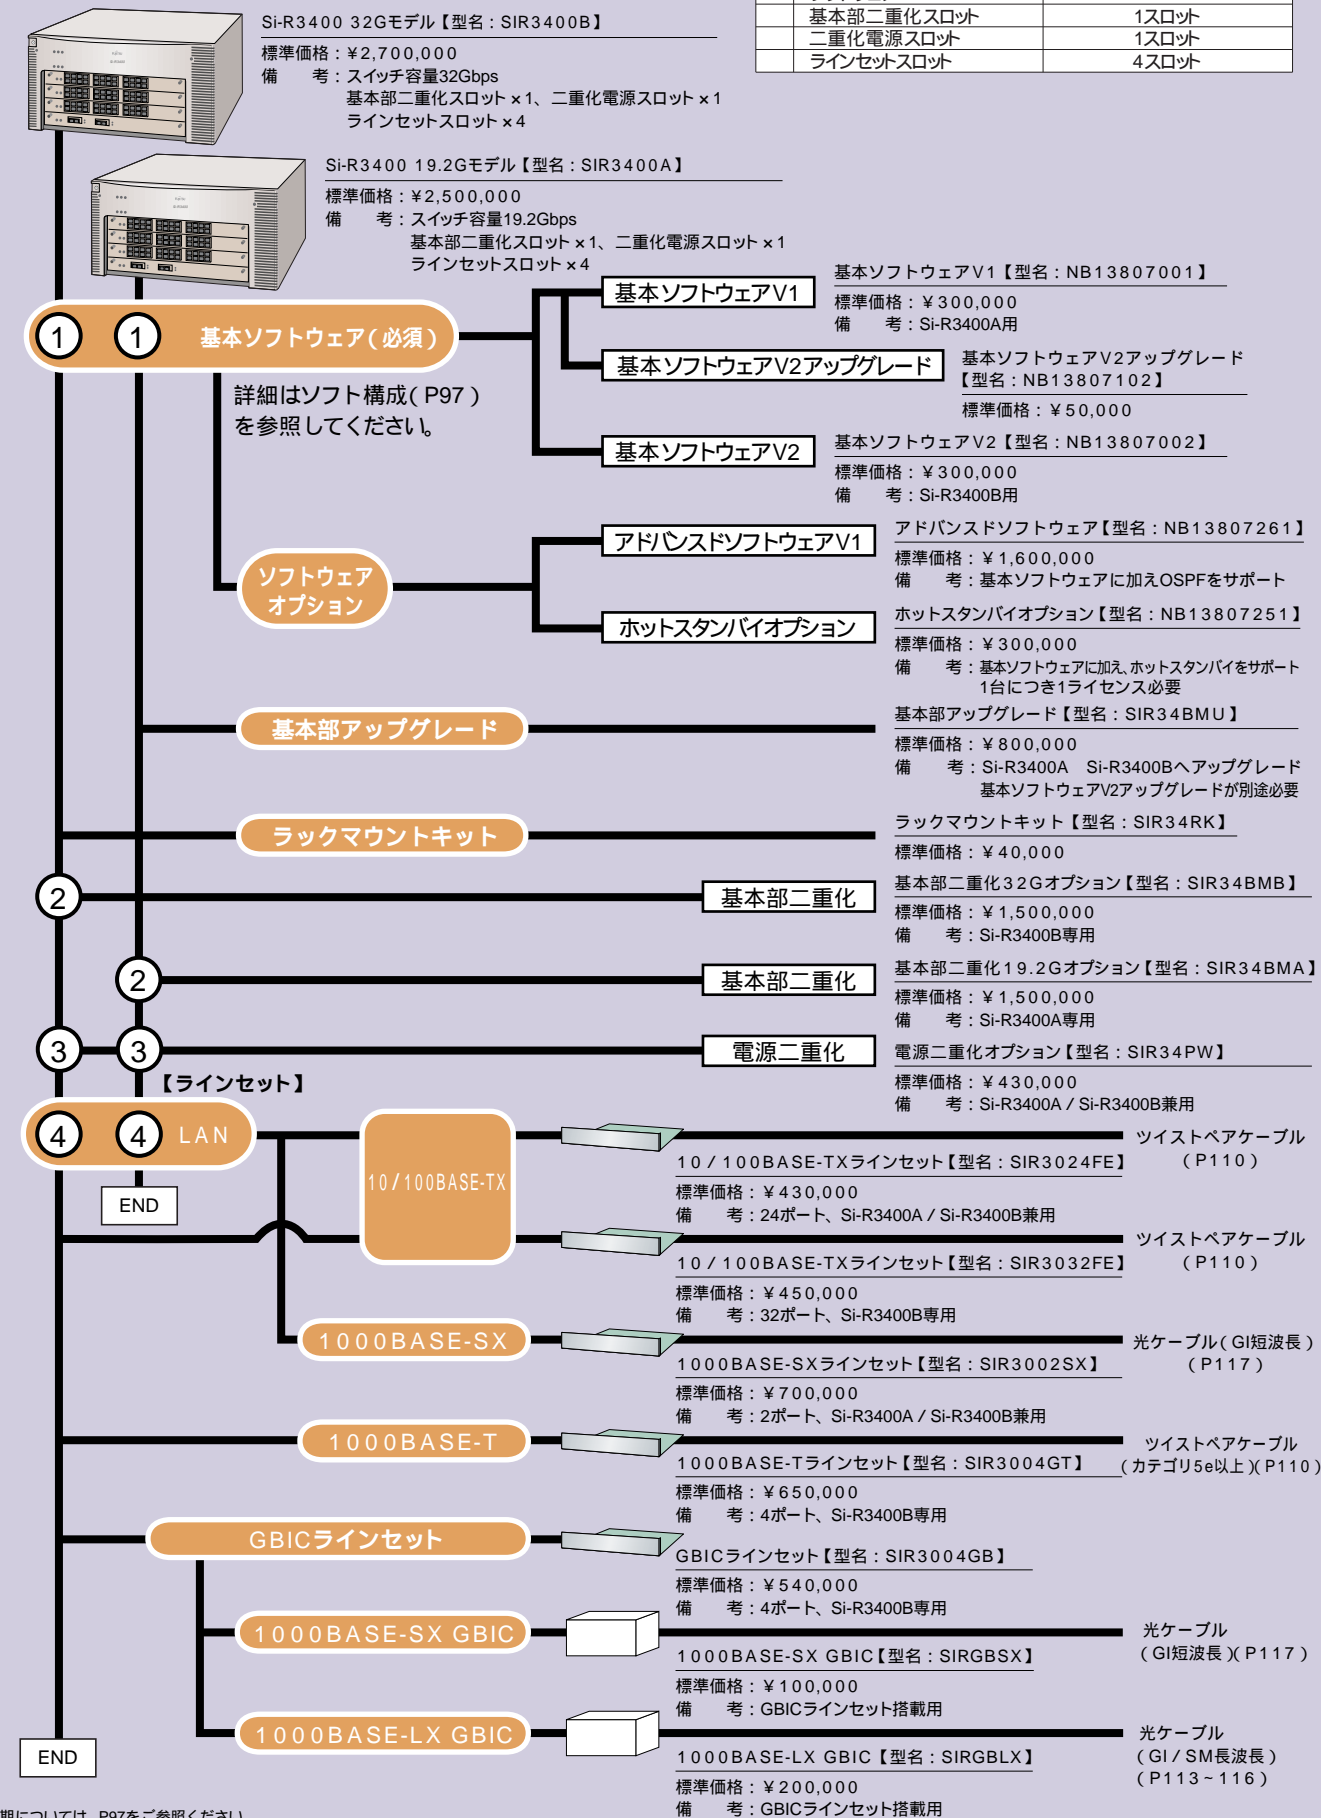 Si-R3400 32Gモデル【型名：SIR3400B】
標準価格：¥2,700,000
備　考：スイッチ容量32Gbps
基本部二重化スロット×1、二重化電源スロット×1
ラインセットスロット×4
基本部二重化スロット 1スロット
二重化電源スロット 1スロット
ラインセットスロット 4スロット
Si-R3400 19.2Gモデル【型名：SIR3400A】
標準価格：¥2,500,000
備　考：スイッチ容量19.2Gbps
基本部二重化スロット×1、二重化電源スロット×1
ラインセットスロット×4
1 1 基本ソフトウェア（必須）
詳細はソフト構成（P97）
を参照してください。
基本ソフトウェアV1
基本ソフトウェアV1【型名：NB13807001】
標準価格：¥300,000
備　考：Si-R3400A用
基本ソフトウェアV2アップグレード
基本ソフトウェアV2アップグレード
【型名：NB13807102】
標準価格：¥50,000
基本ソフトウェアV2
基本ソフトウェアV2【型名：NB13807002】
標準価格：¥300,000
備　考：Si-R3400B用
ソフトウェア
オプション
アドバンスドソフトウェアV1
アドバンスドソフトウェア【型名：NB13807261】
標準価格：¥1,600,000
備　考：基本ソフトウェアに加えOSPFをサポート
ホットスタンバイオプション
ホットスタンバイオプション【型名：NB13807251】
標準価格：¥300,000
備　考：基本ソフトウェアに加え、ホットスタンバイをサポート
1台につき1ライセンス必要
基本部アップグレード
基本部アップグレード【型名：SIR34BMU】
標準価格：¥800,000
備　考：Si-R3400A　Si-R3400Bへアップグレード
基本ソフトウェアV2アップグレードが別途必要
ラックマウントキット
ラックマウントキット【型名：SIR34RK】
標準価格：¥40,000
2
基本部二重化
基本部二重化32Gオプション【型名：SIR34BMB】
標準価格：¥1,500,000
備　考：Si-R3400B専用
2
基本部二重化
基本部二重化19.2Gオプション【型名：SIR34BMA】
標準価格：¥1,500,000
備　考：Si-R3400A専用
3 3
電源二重化
電源二重化オプション【型名：SIR34PW】
標準価格：¥430,000
備　考：Si-R3400A / Si-R3400B兼用
【ラインセット】
4 4 LAN
END
10/100BASE-TX
ツイストペアケーブル
（P110）
10/100BASE-TXラインセット【型名：SIR3024FE】
標準価格：¥430,000
備　考：24ポート、Si-R3400A / Si-R3400B兼用
ツイストペアケーブル
（P110）
10/100BASE-TXラインセット【型名：SIR3032FE】
標準価格：¥450,000
備　考：32ポート、Si-R3400B専用
1000BASE-SX
光ケーブル（GI短波長）
（P117）
1000BASE-SXラインセット【型名：SIR3002SX】
標準価格：¥700,000
備　考：2ポート、Si-R3400A / Si-R3400B兼用
1000BASE-T
ツイストペアケーブル
（カテゴリ5e以上）（P110）
1000BASE-Tラインセット【型名：SIR3004GT】
標準価格：¥650,000
備　考：4ポート、Si-R3400B専用
GBICラインセット
GBICラインセット【型名：SIR3004GB】
標準価格：¥540,000
備　考：4ポート、Si-R3400B専用
1000BASE-SX GBIC
光ケーブル
（GI短波長）（P117）
1000BASE-SX GBIC【型名：SIRGBSX】
標準価格：¥100,000
備　考：GBICラインセット搭載用
1000BASE-LX GBIC
光ケーブル
（GI/SM長波長）
（P113~116）
1000BASE-LX GBIC【型名：SIRGBLX】
標準価格：¥200,000
備　考：GBICラインセット搭載用
END
期については、P97をご参照ください